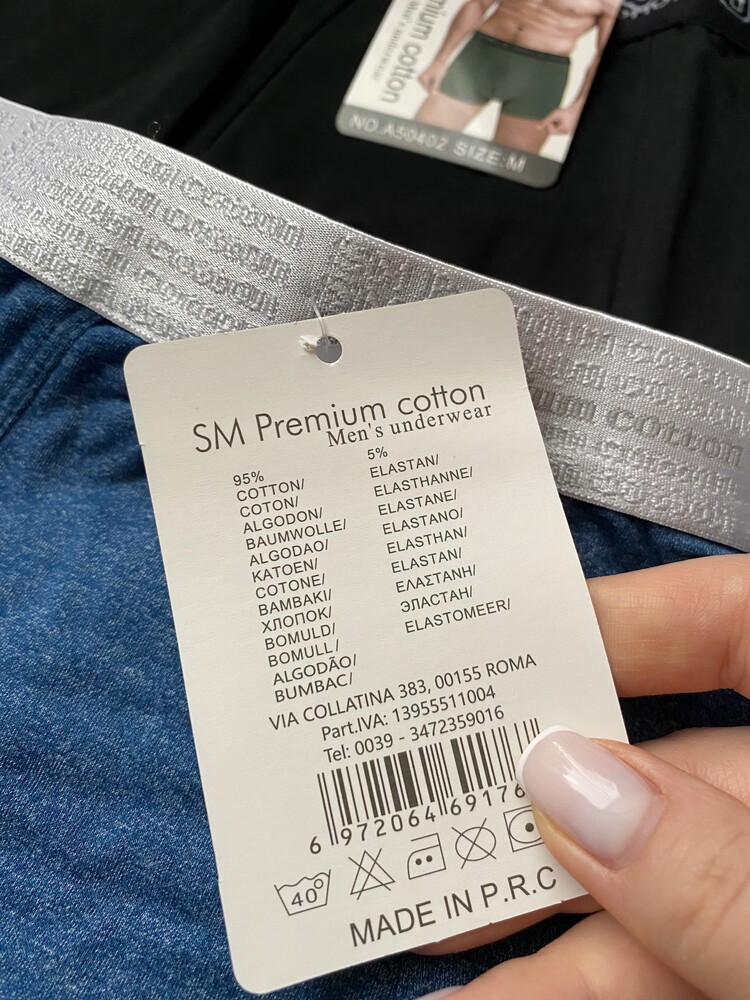 mium cotton
Men's underwear
NO.A50402 SIZE:M
SM Premium cotton
Men's underwear
95%
COTTON/
COTON/
ALGODON/
BAUMWOLLE/
ALGODAO/
KATOEN/
COTONE/
BAMBAKI/
ХЛОПОК/
BOMULD/
BOMULL/
ALGODÃO/
BUMBAC/
5%
ELASTAN/
ELASTHANNE/
ELASTANE/
ELASTANO/
ELASTHAN/
ELASTAN/
ΕΛΑΣΤΑΝΗ/
ЭЛАСТАН/
ELASTOMEER/
VIA COLLATINA 383, 00155 ROMA
Part.IVA: 13955511004
Tel: 0039 - 3472359016
6 972064 69176
40°
MADE IN P.R.C